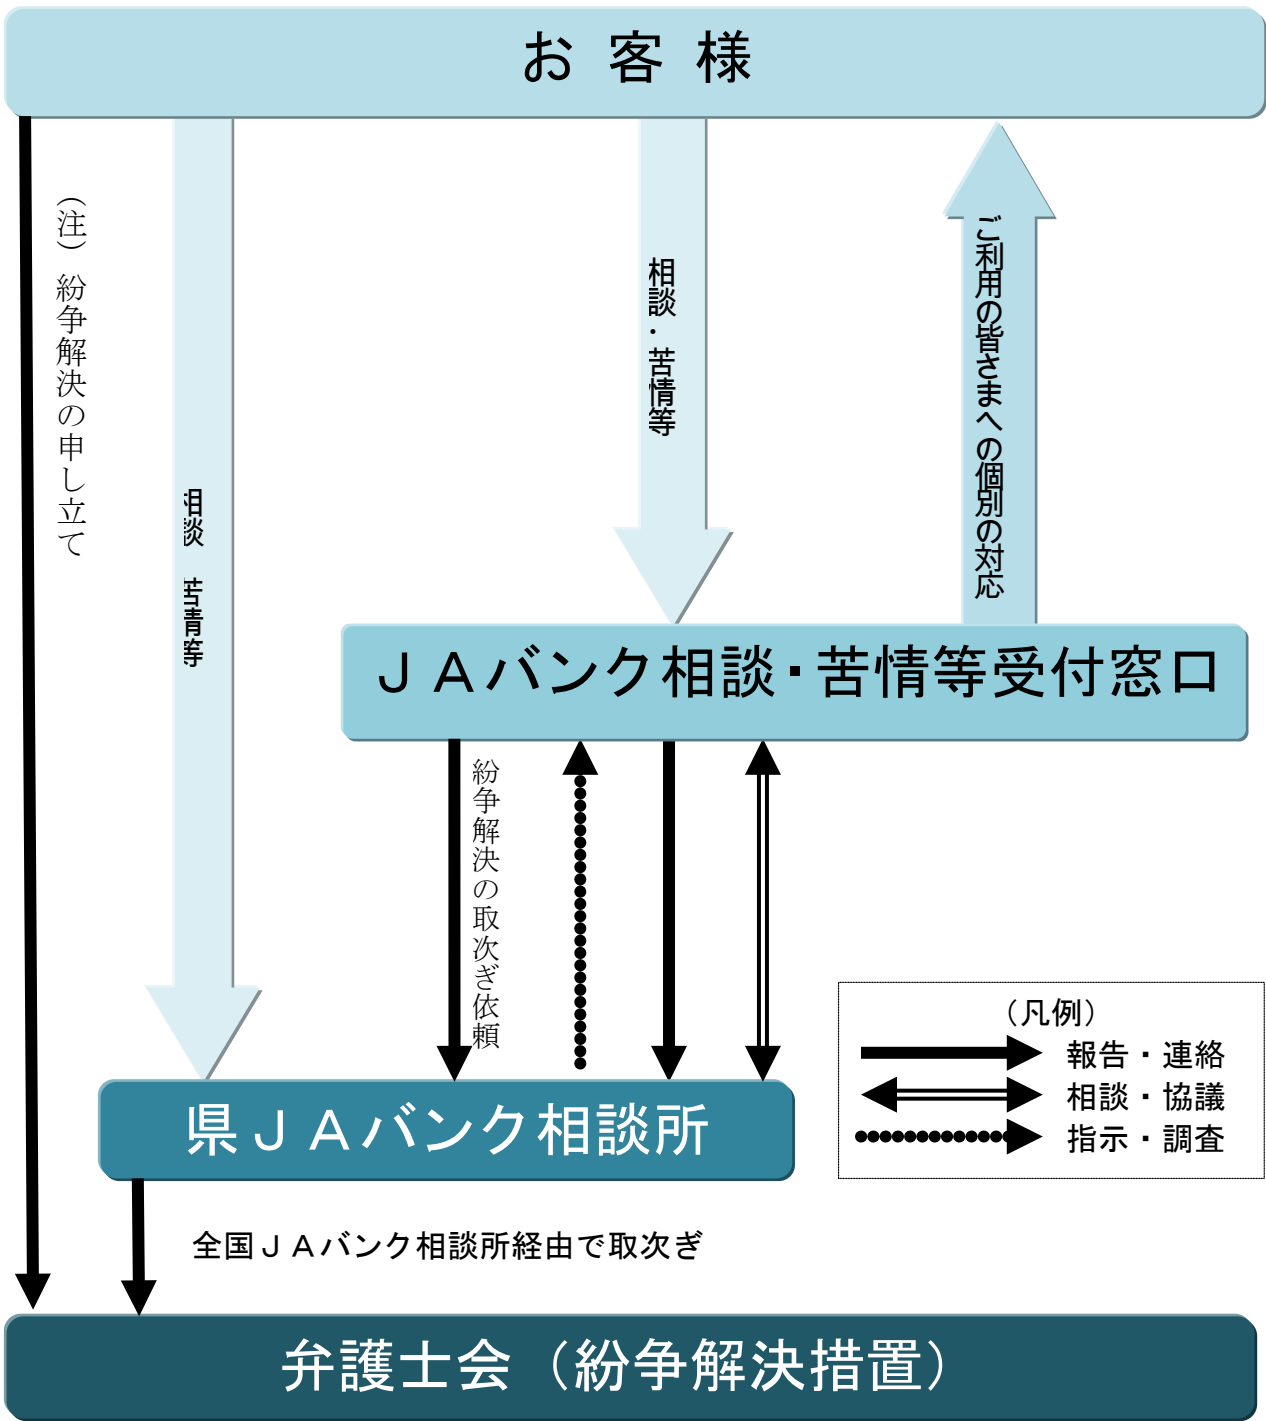 お客様
（注）紛争解決の申し立て
相談・苦情等
ご利用の皆さまへの個別の対応
相談　苦情等
ＪＡバンク相談・苦情等受付窓口
紛争解決の取次ぎ依頼
（凡例）
報告・連絡
相談・協議
指示・調査
県ＪＡバンク相談所
全国ＪＡバンク相談所経由で取次ぎ
弁護士会（紛争解決措置）